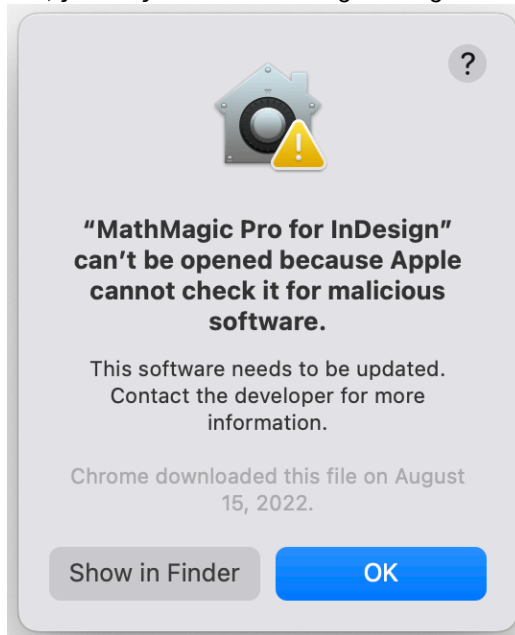 ?
“MathMagic Pro for InDesign”
can’t be opened because Apple
cannot check it for malicious
software.
This software needs to be updated.
Contact the developer for more
information.
Chrome downloaded this file on August
15, 2022.
Show in Finder
OK